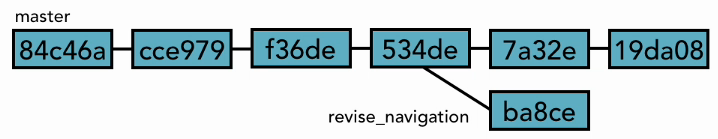 master
84c46a cce979 f36de 534de 7a32e 19da08
revise_navigation ba8ce